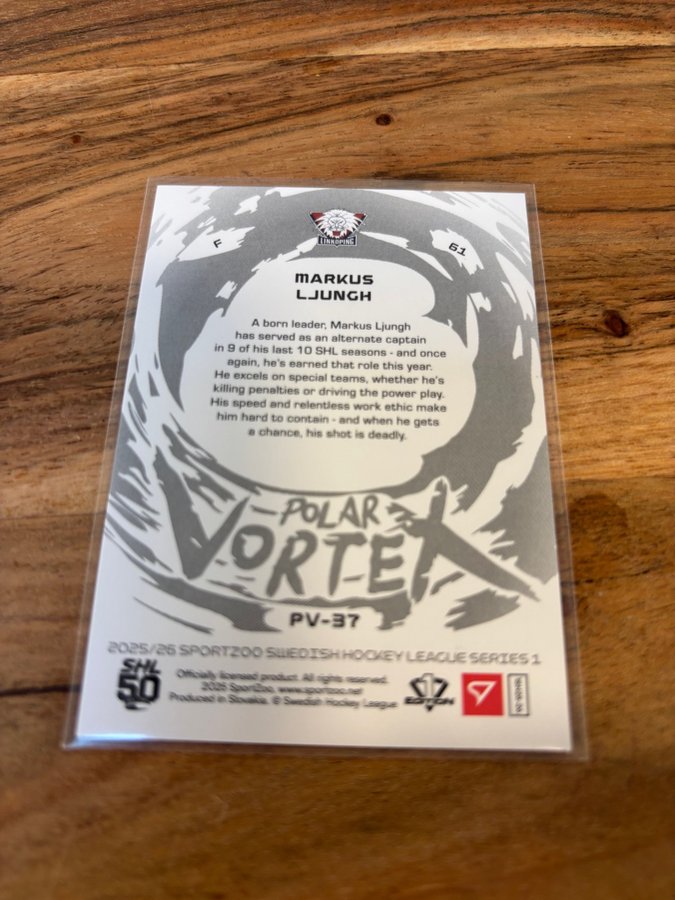 LINKÖPING
F
61
MARKUS
LJUNGH
A born leader, Markus Ljungh
has served as an alternate captain
in 9 of his last 10 SHL seasons - and once
again, he's earned that role this year.
He excels on special teams, whether he's
killing penalties or driving the power play.
His speed and relentless work ethic make
him hard to contain - and when he gets
a chance, his shot is deadly.
POLAR
VORTEX
PV-37
2025/26 SPORTZOO SWEDISH HOCKEY LEAGUE SERIES 1
SHL
50
Officially licensed product. All rights reserved.
2025 SportZoo, www.sportzoo.net
Produced in Slovakia. © Swedish Hockey League
EDITION